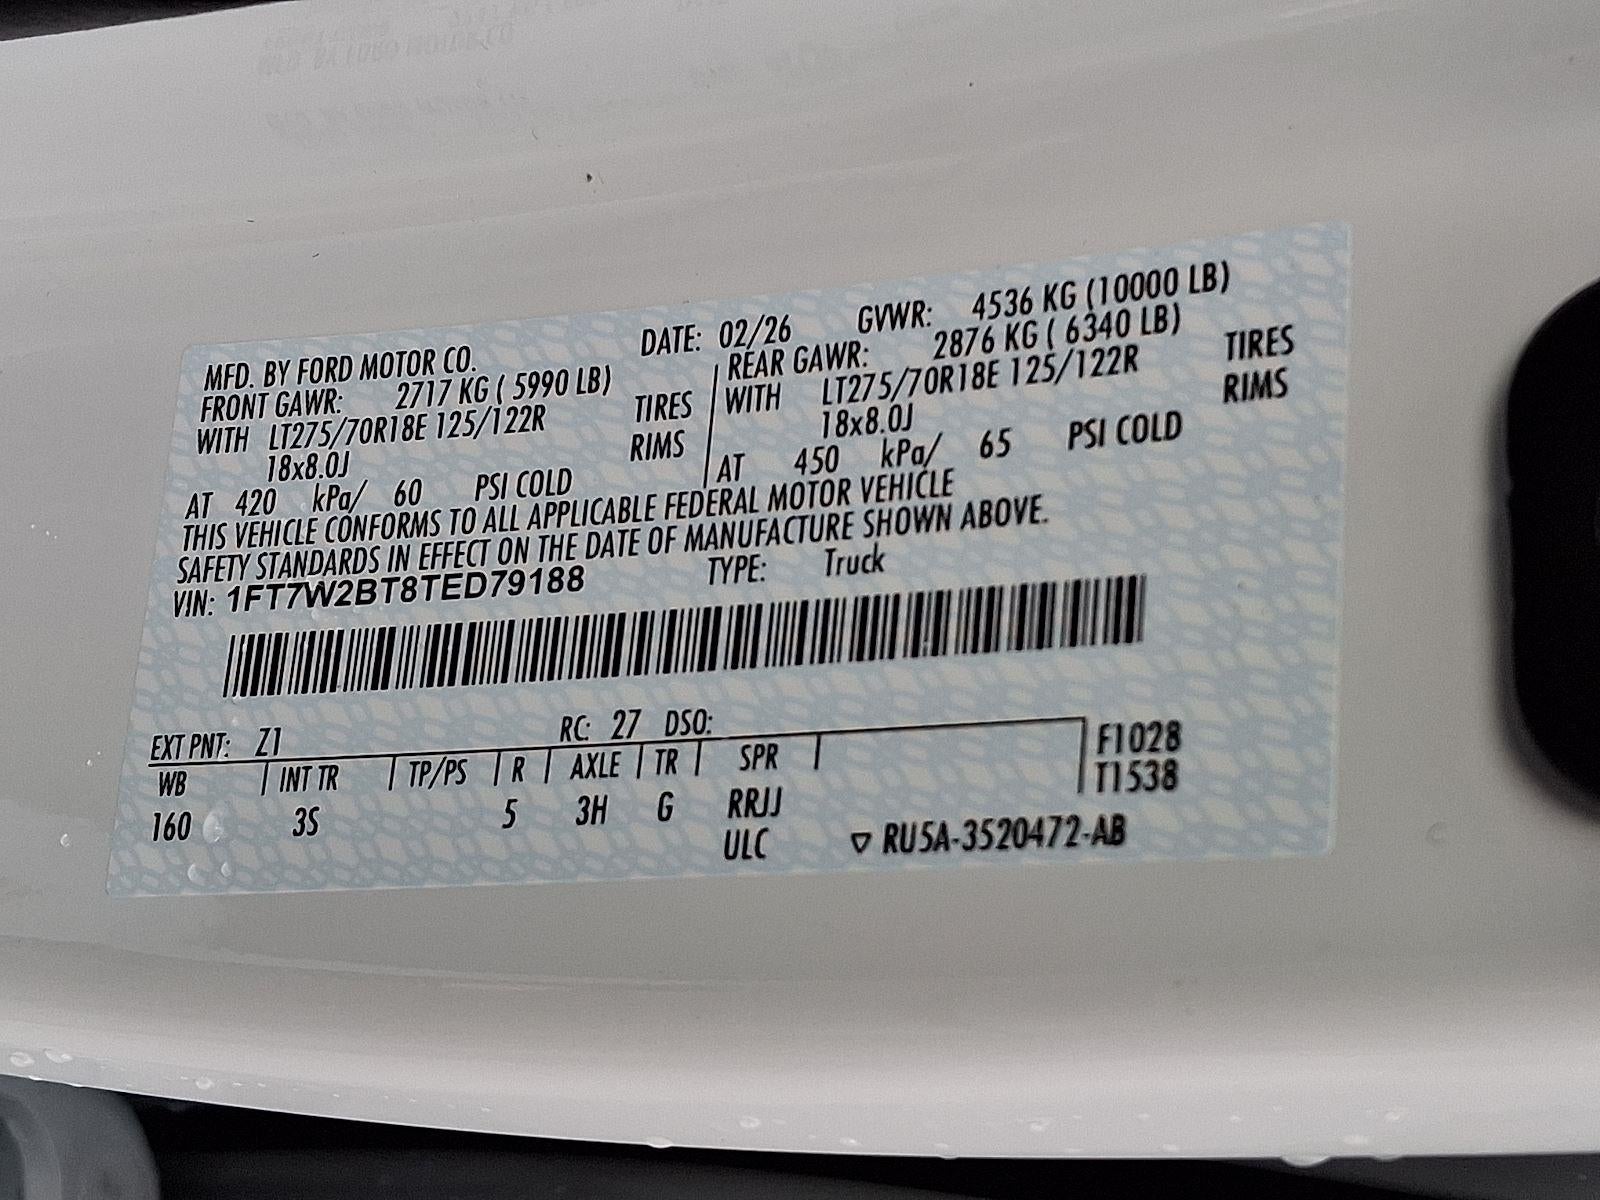 MFD. BY FORD MOTOR CO. DATE: 02/26 GVWR: 4536 KG (10000 LB)
FRONT GAWR: 2717 KG ( 5990 LB) REAR GAWR: 2876 KG ( 6340 LB)
WITH LT275/70R18E 125/122R TIRES WITH LT275/70R18E 125/122R TIRES
18x8.0J RIMS 18x8.0J RIMS
AT 420 kPa/ 60 PSI COLD AT 450 kPa/ 65 PSI COLD
THIS VEHICLE CONFORMS TO ALL APPLICABLE FEDERAL MOTOR VEHICLE
SAFETY STANDARDS IN EFFECT ON THE DATE OF MANUFACTURE SHOWN ABOVE.
VIN: 1FT7W2BT8TED79188 TYPE: Truck
EXT PNT: Z1 RC: 27 DSO:
WB INT TR TP/PS R AXLE TR SPR F1028
160 3S 5 3H G RRJJ T1538
ULC ▽ RU5A-3520472-AB